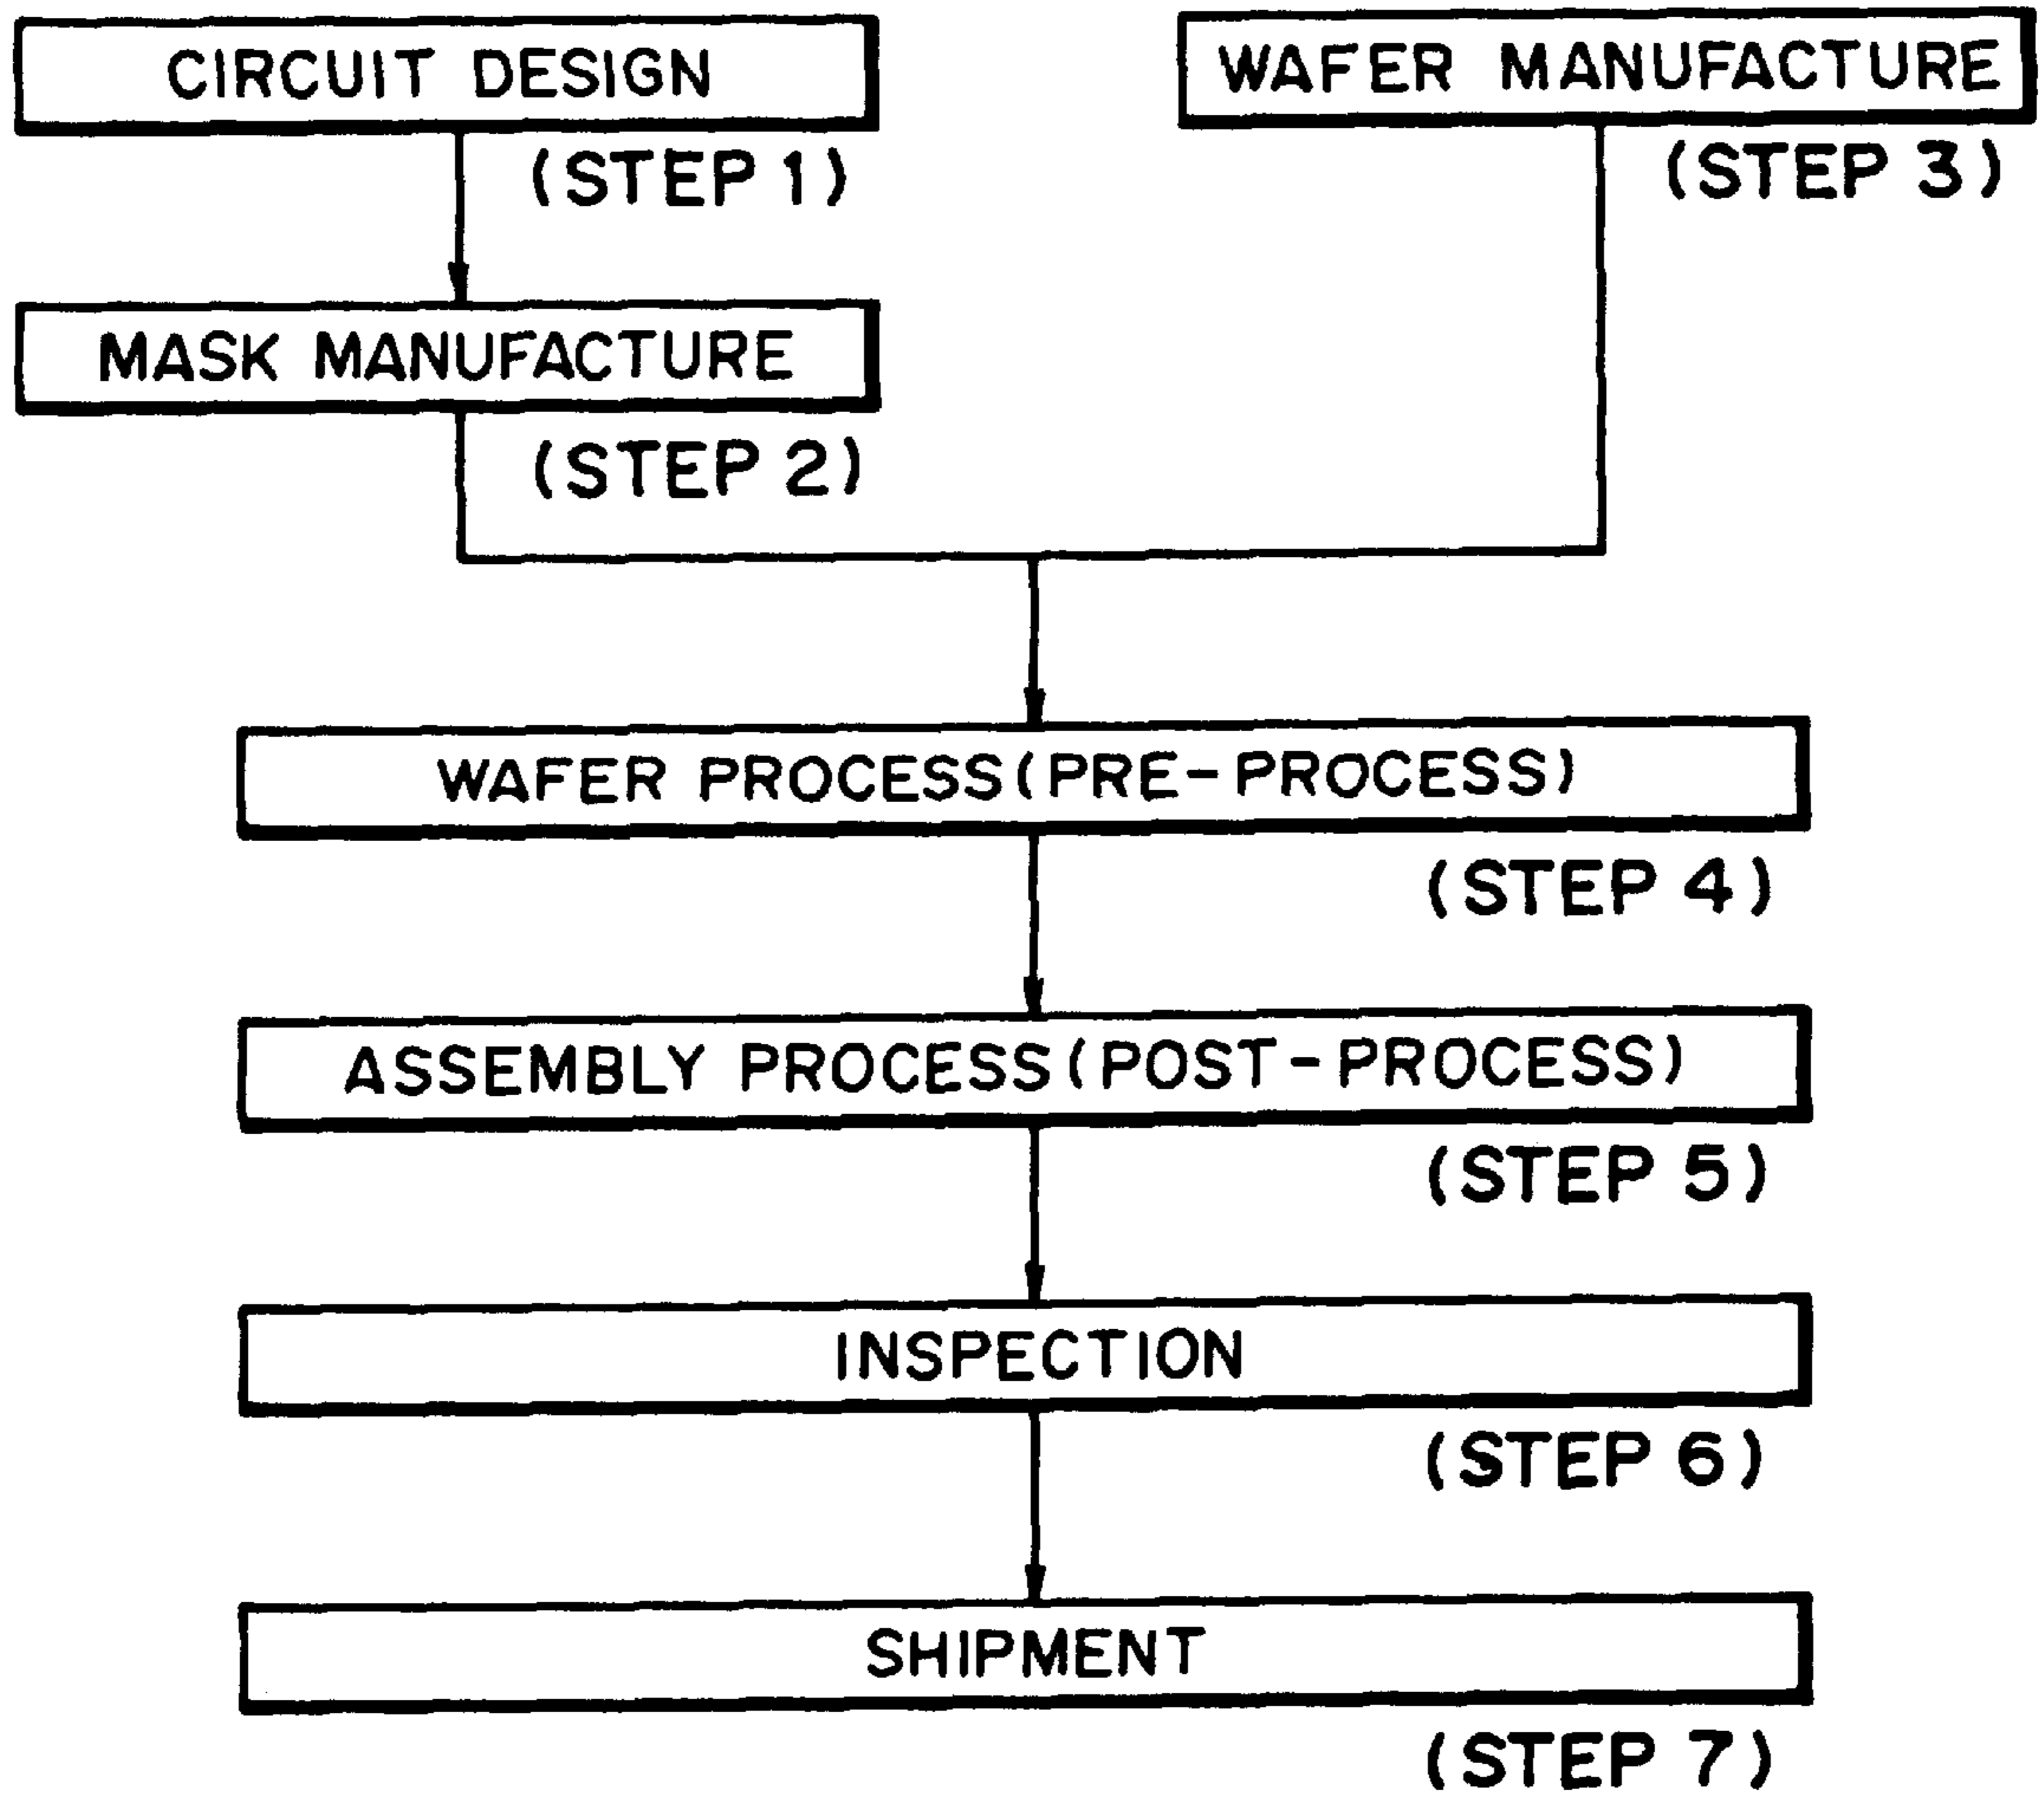 CIRCUIT DESIGN
(STEP 1)
WAFER MANUFACTURE
(STEP 3)
MASK MANUFACTURE
(STEP 2)
WAFER PROCESS(PRE-PROCESS)
(STEP 4)
ASSEMBLY PROCESS(POST-PROCESS)
(STEP 5)
INSPECTION
(STEP 6)
SHIPMENT
(STEP 7)